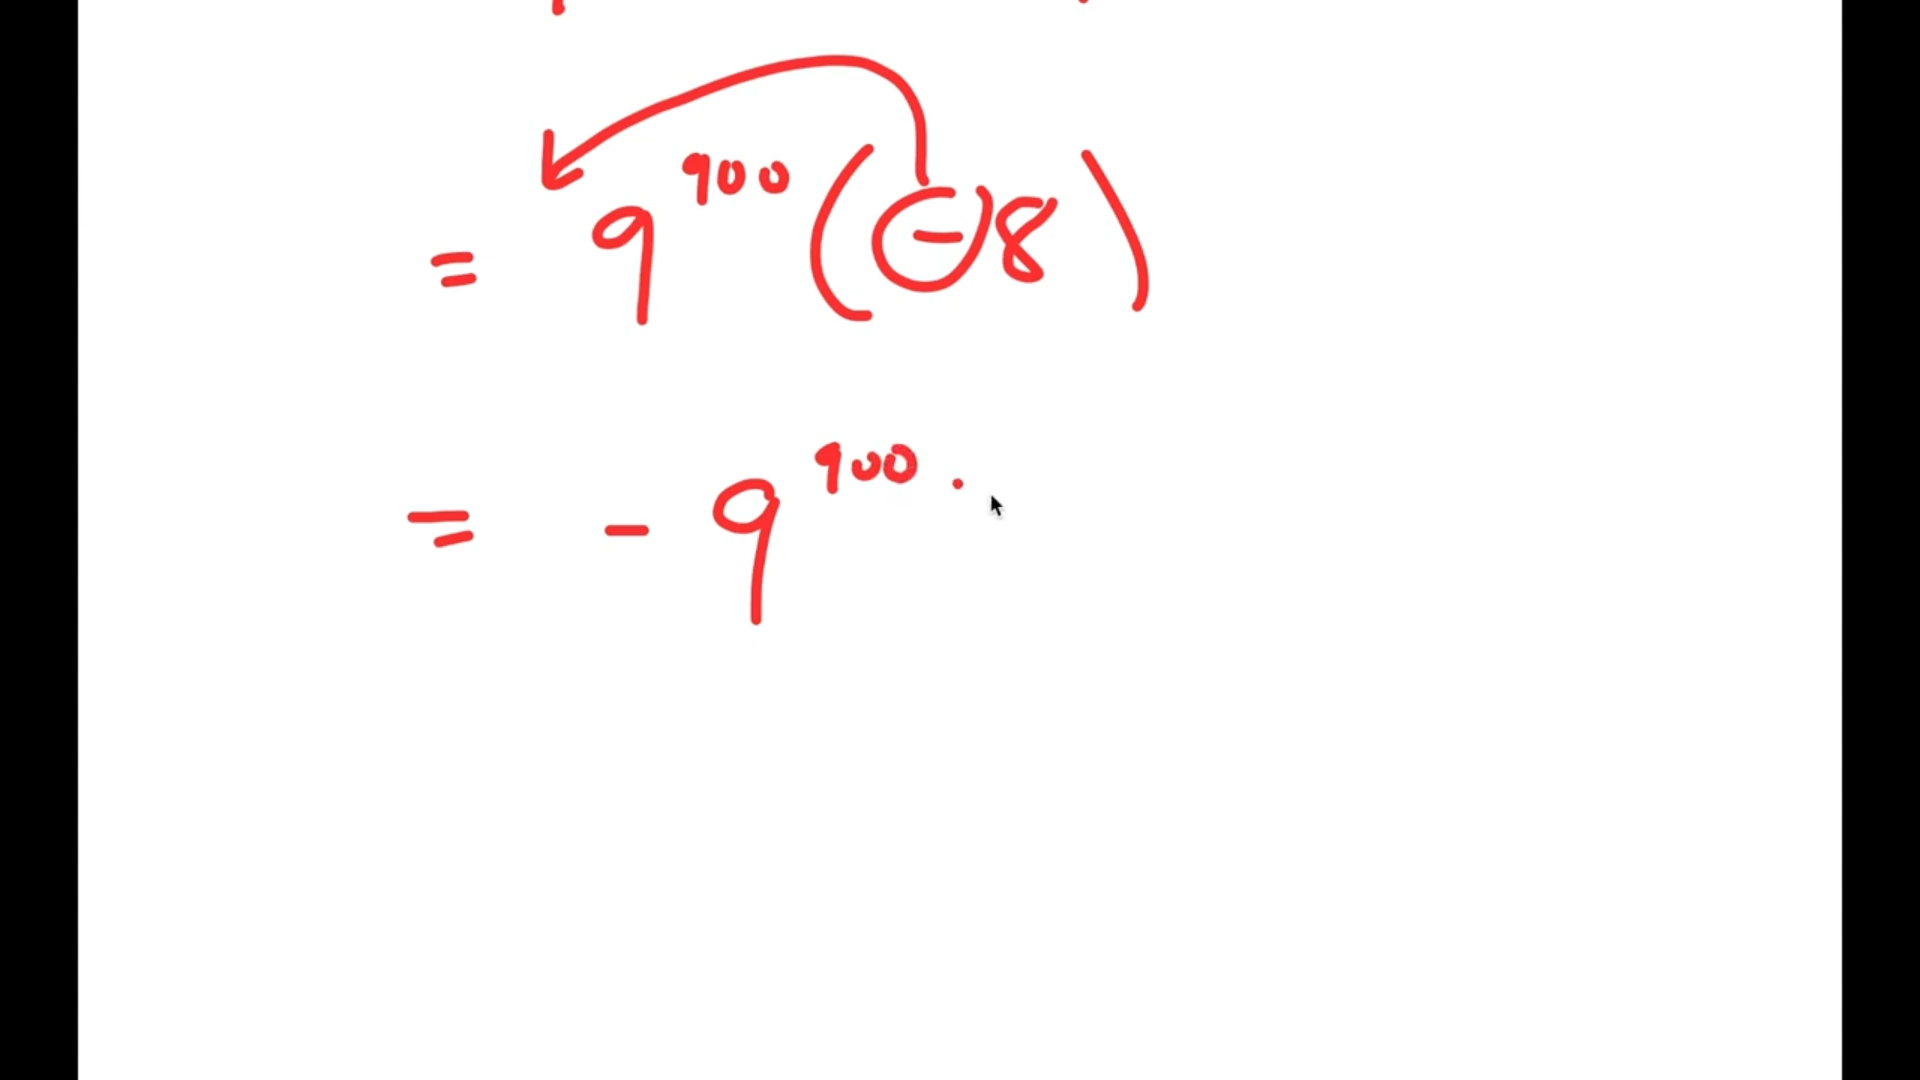 = 9^900 (-8)
= - 9^900 .